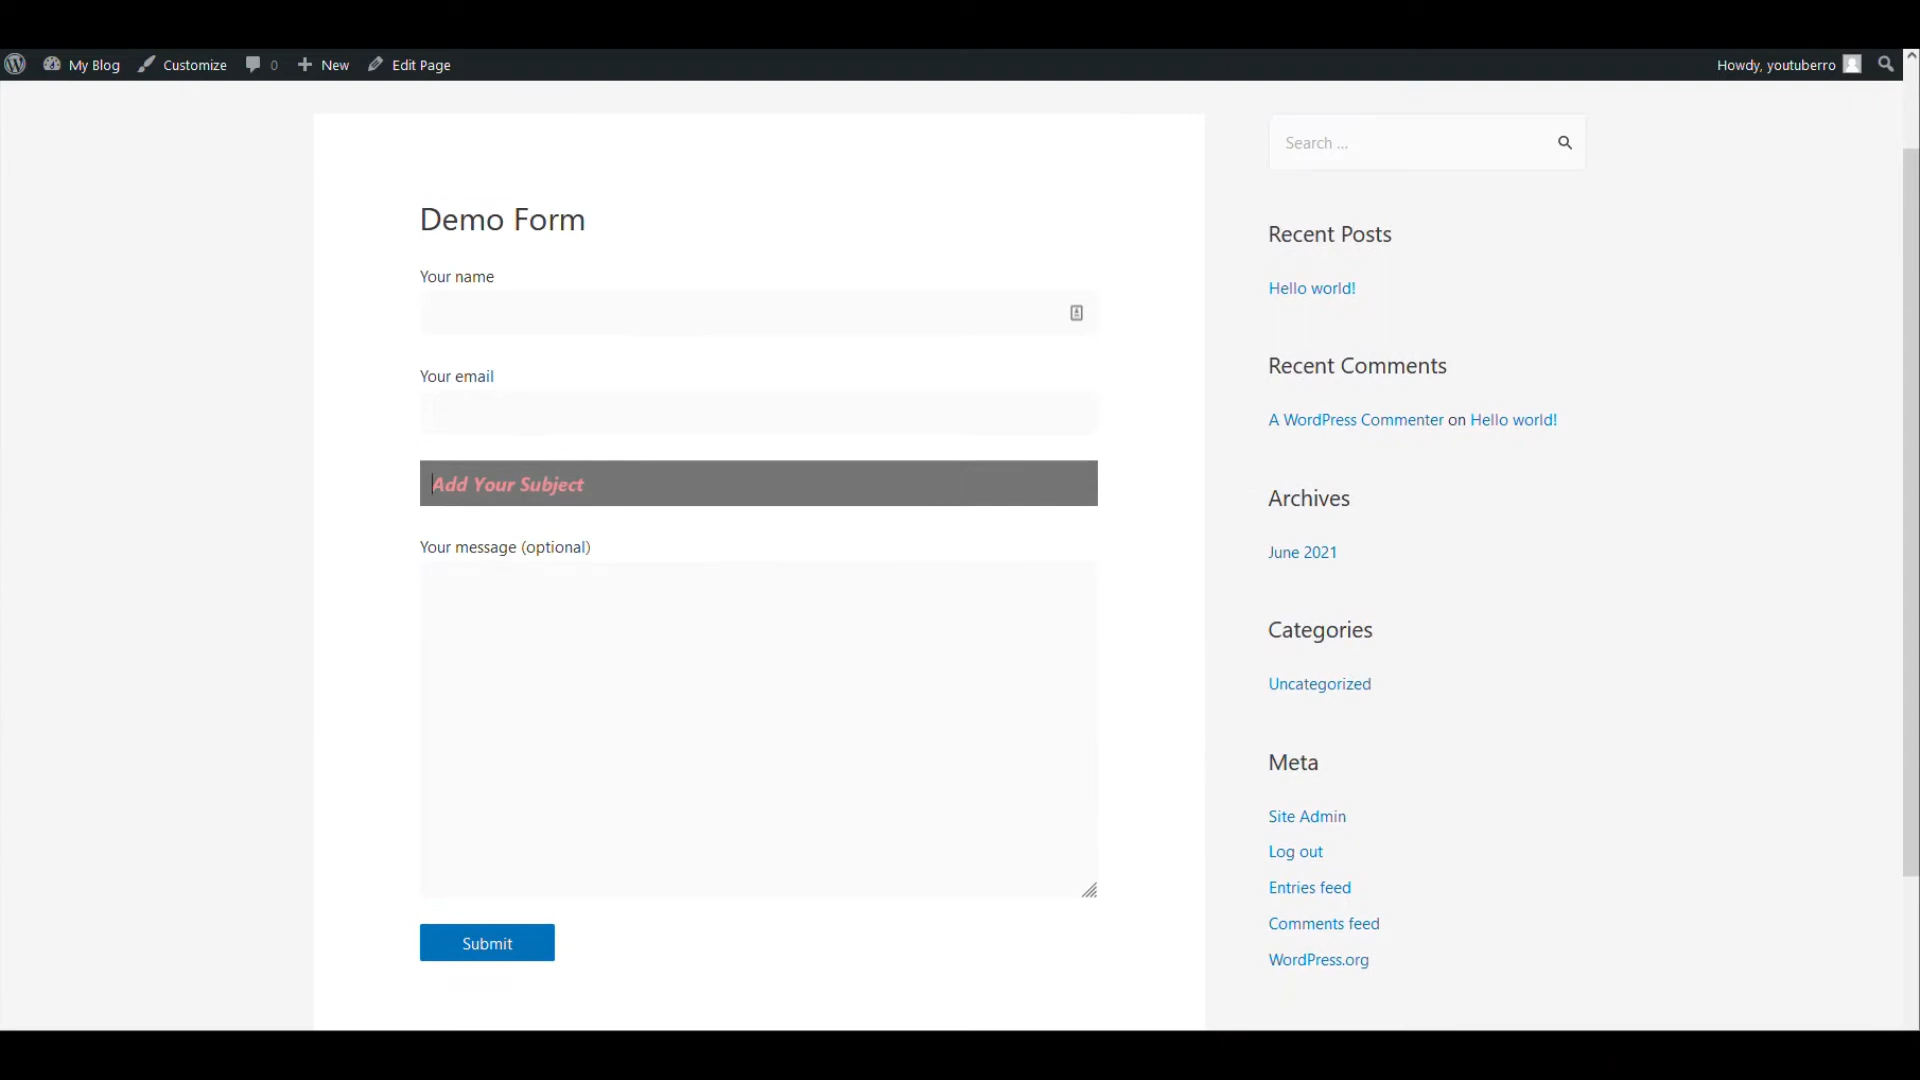 My Blog Customize 0 New Edit Page Howdy, youtuberro
Demo Form
Your name
Your email
Add Your Subject
Your message (optional)
Submit
Search ...
Recent Posts
Hello world!
Recent Comments
A WordPress Commenter on Hello world!
Archives
June 2021
Categories
Uncategorized
Meta
Site Admin
Log out
Entries feed
Comments feed
WordPress.org